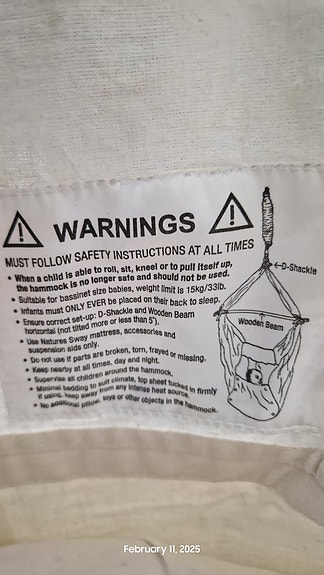 WARNINGS
MUST FOLLOW SAFETY INSTRUCTIONS AT ALL TIMES
• When a child is able to roll, sit, kneel or to pull itself up,
the hammock is no longer safe and should not be used.
• Suitable for bassinet size babies, weight limit is 15kg/33lb.
• Infants must ONLY EVER be placed on their back to sleep.
• Ensure correct set-up: D-Shackle and Wooden Beam
horizontal (not tilted more or less than 5°).
• Use Natures Sway mattress, accessories and
suspension aids only.
• Do not use if parts are broken, torn, frayed or missing.
• Keep nearby at all times, day and night.
• Supervise all children around the hammock.
• Minimal bedding to suit climate, top sheet tucked in firmly
if using, keep away from any intense heat source.
• No additional pillow, toys or other objects in the hammock.
D-Shackle
Wooden Beam
February 11, 2025